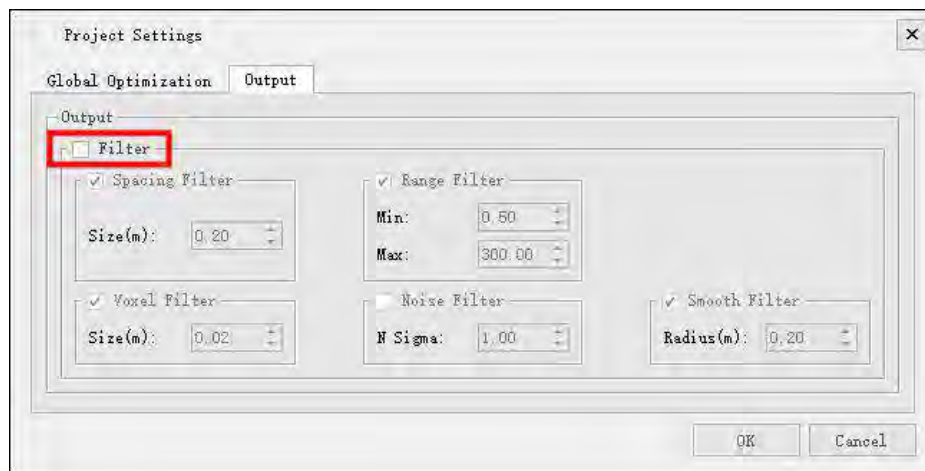 Project Settings
Global Optimization Output
Output
Filter
Spacing Filter Range Filter
Min: 0.50
Size(m): 0.20
Max: 300.00
Voxel Filter Noise Filter Smooth Filter
Size(m): 0.02 N Sigma: 1.00 Radius(m): 0.20
OK Cancel